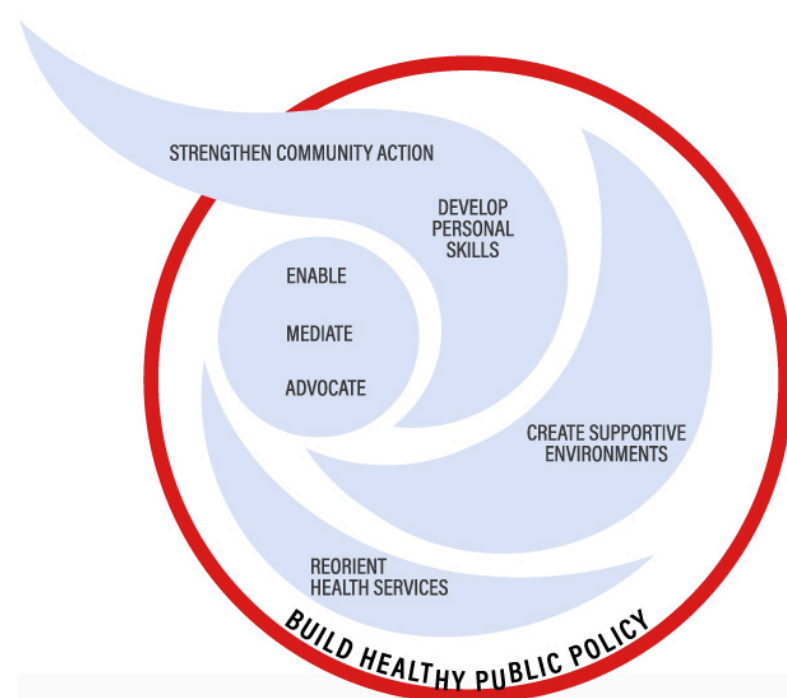 STRENGTHEN COMMUNITY ACTION
DEVELOP
PERSONAL
SKILLS
ENABLE
MEDIATE
ADVOCATE
CREATE SUPPORTIVE
ENVIRONMENTS
REORIENT
HEALTH SERVICES
BUILD HEALTHY PUBLIC POLICY